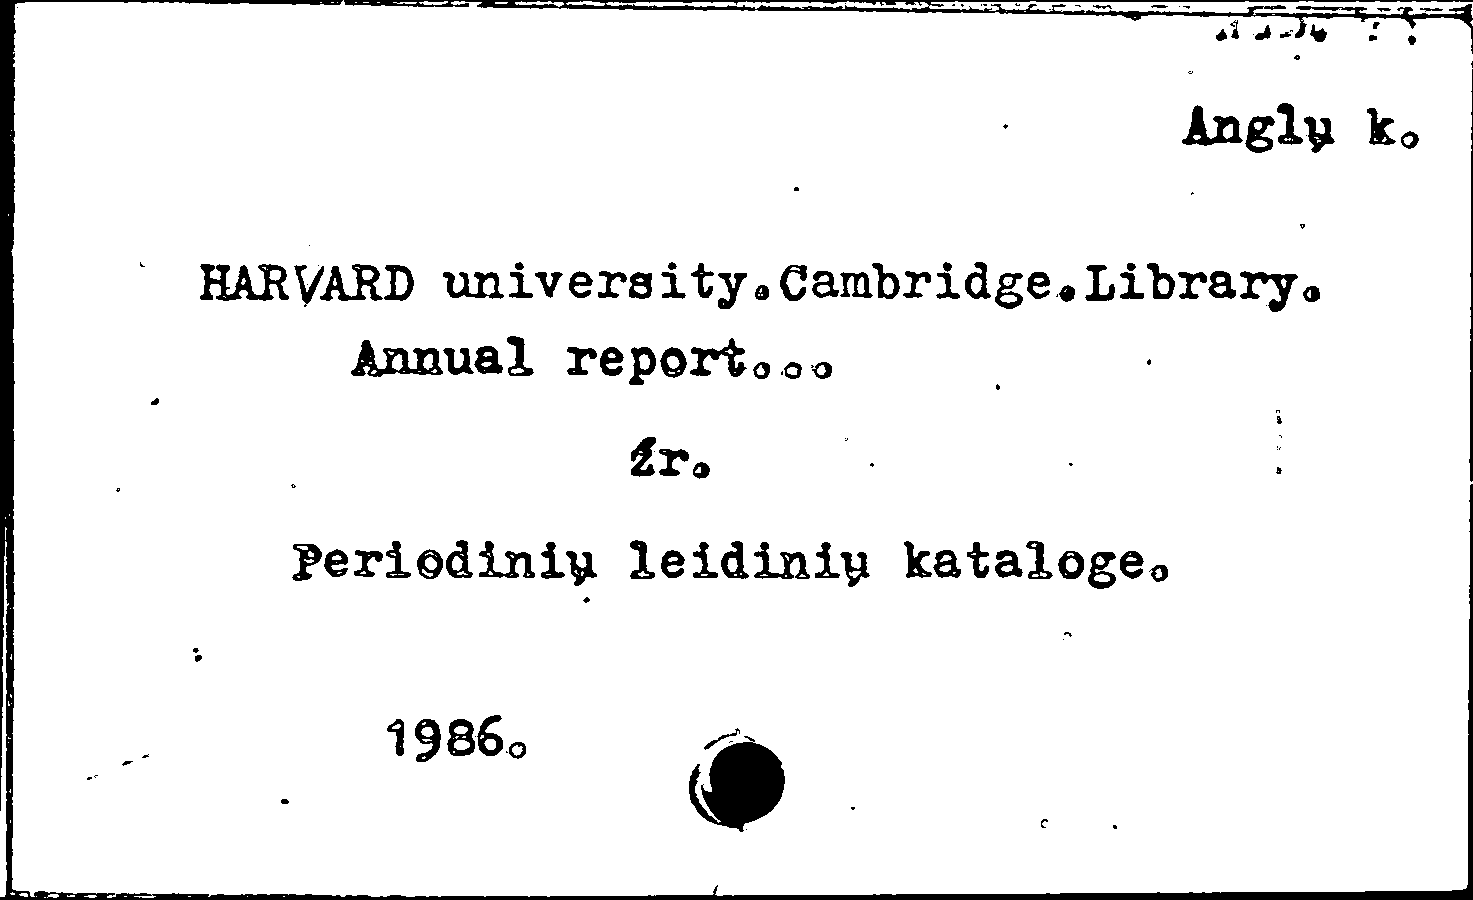 Anglų k.
HARVARD university.Cambridge.Library.
Annual report...
Žr.
Periodinių leidinių kataloge.
1986.